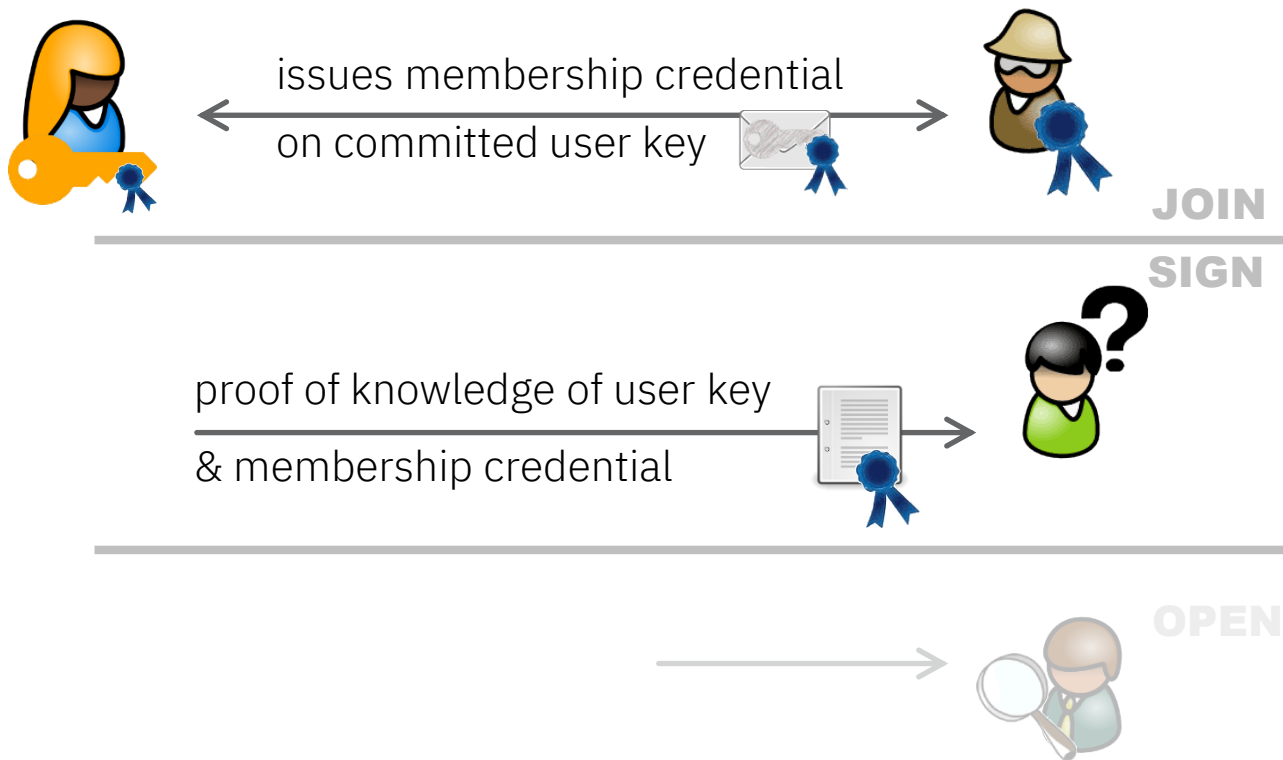 issues membership credential
on committed user key
JOIN
SIGN
proof of knowledge of user key
& membership credential
OPEN